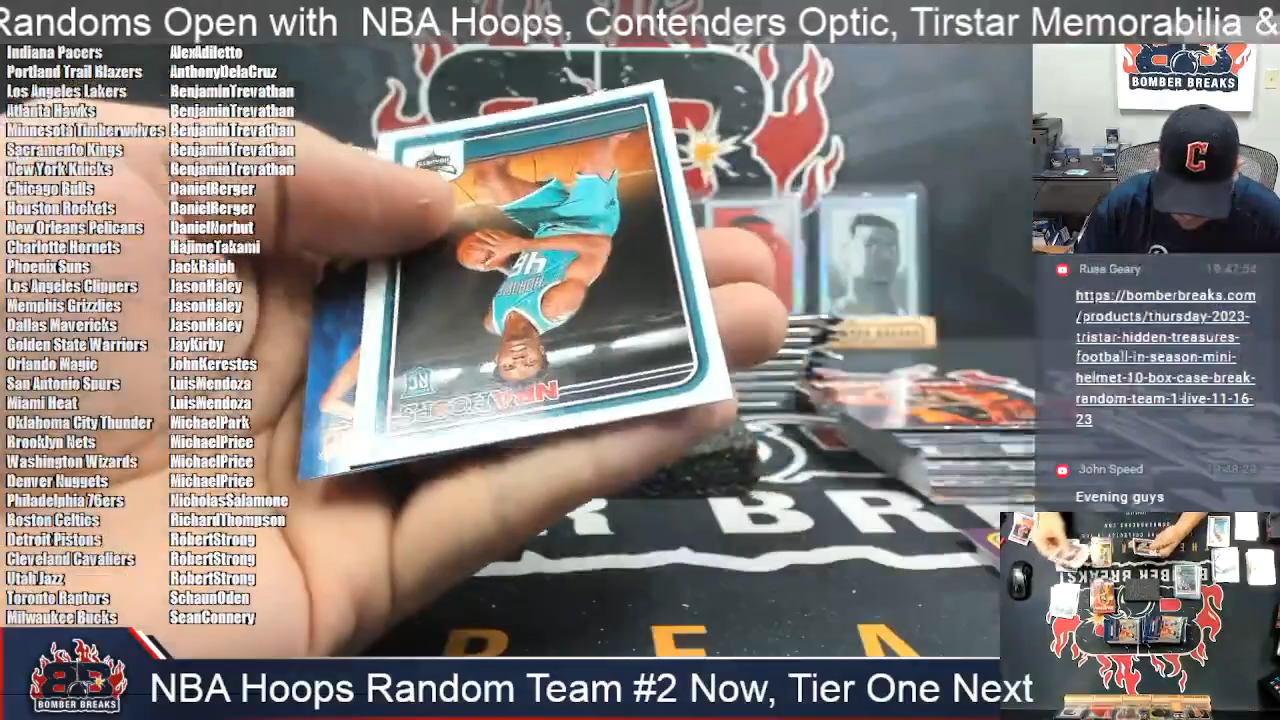 Randoms Open with  NBA Hoops, Contenders Optic, Tirstar Memorabilia &
Indiana Pacers AlexAdiletto
Portland Trail Blazers AnthonyDelaCruz
Los Angeles Lakers BenjaminTrevathan
Atlanta Hawks BenjaminTrevathan
Minnesota Timberwolves BenjaminTrevathan
Sacramento Kings BenjaminTrevathan
New York Knicks BenjaminTrevathan
Chicago Bulls DanielBerger
Houston Rockets DanielBerger
New Orleans Pelicans DanielNorhut
Charlotte Hornets HajimeTakami
Phoenix Suns JackRalph
Los Angeles Clippers JasonHaley
Memphis Grizzlies JasonHaley
Dallas Mavericks JasonHaley
Golden State Warriors JayKirby
Orlando Magic JohnKerestes
San Antonio Spurs LuisMendoza
Miami Heat LuisMendoza
Oklahoma City Thunder MichaelPark
Brooklyn Nets MichaelPrice
Washington Wizards MichaelPrice
Denver Nuggets MichaelPrice
Philadelphia 76ers NicholasSalamone
Boston Celtics RichardThompson
Detroit Pistons RobertStrong
Cleveland Cavaliers RobertStrong
Utah Jazz RobertStrong
Toronto Raptors SchaunOden
Milwaukee Bucks SeanConnery
NBA HOOPS
RC
BOMBER BREAKS
C
Russ Geary
https://bomberbreaks.com
/products/thursday-2023-
tristar-hidden-treasures-
football-in-season-mini-
helmet-10-box-case-break-
random-team-1-live-11-16-
23
John Speed
Evening guys
BOMBER BREAKS
NBA Hoops Random Team #2 Now, Tier One Next